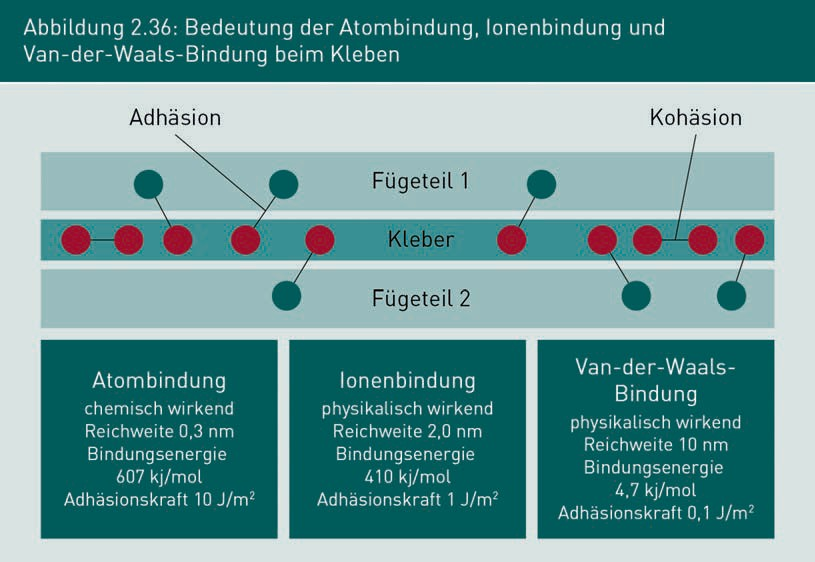 Abbildung 2.36: Bedeutung der Atombindung, Ionenbindung und
Van-der-Waals-Bindung beim Kleben
Adhäsion
Kohäsion
Fügeteil 1
Kleber
Fügeteil 2
Atombindung
chemisch wirkend
Reichweite 0,3 nm
Bindungsenergie
607 kj/mol
Adhäsionskraft 10 J/m²
Ionenbindung
physikalisch wirkend
Reichweite 2,0 nm
Bindungsenergie
410 kj/mol
Adhäsionskraft 1 J/m²
Van-der-Waals-
Bindung
physikalisch wirkend
Reichweite 10 nm
Bindungsenergie
4,7 kj/mol
Adhäsionskraft 0,1 J/m²